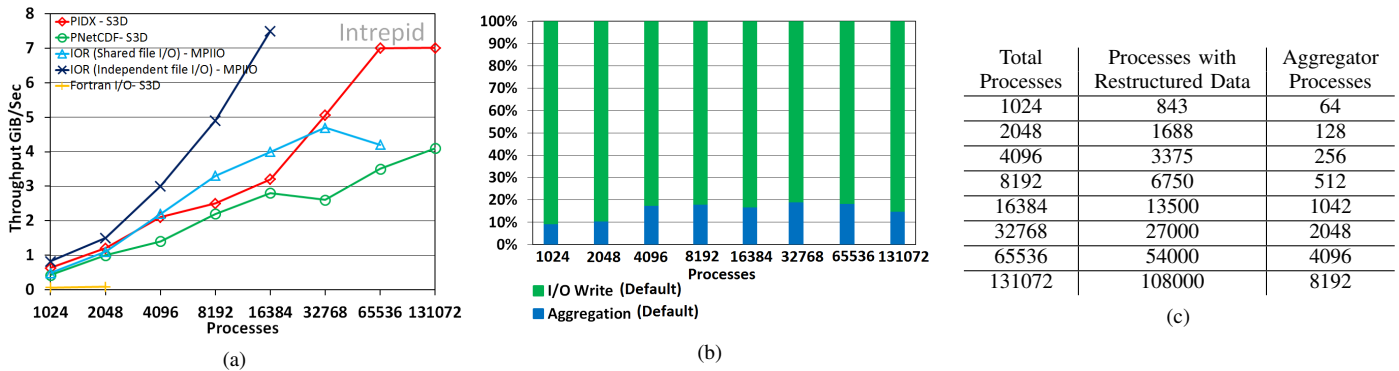 8
7
6
5
4
3
2
1
0
Throughput GiB/Sec
PIDX - S3D
PNetCDF- S3D
IOR (Shared file I/O) - MPIIO
IOR (Independent file I/O) - MPIIO
Fortran I/O- S3D
Intrepid
1024 2048 4096 8192 16384 32768 65536 131072
Processes
(a)
100%
90%
80%
70%
60%
50%
40%
30%
20%
10%
0%
1024 2048 4096 8192 16384 32768 65536 131072
Processes
I/O Write (Default)
Aggregation (Default)
(b)
Total Processes with Aggregator
Processes Restructured Data Processes
1024 843 64
2048 1688 128
4096 3375 256
8192 6750 512
16384 13500 1042
32768 27000 2048
65536 54000 4096
131072 108000 8192
(c)